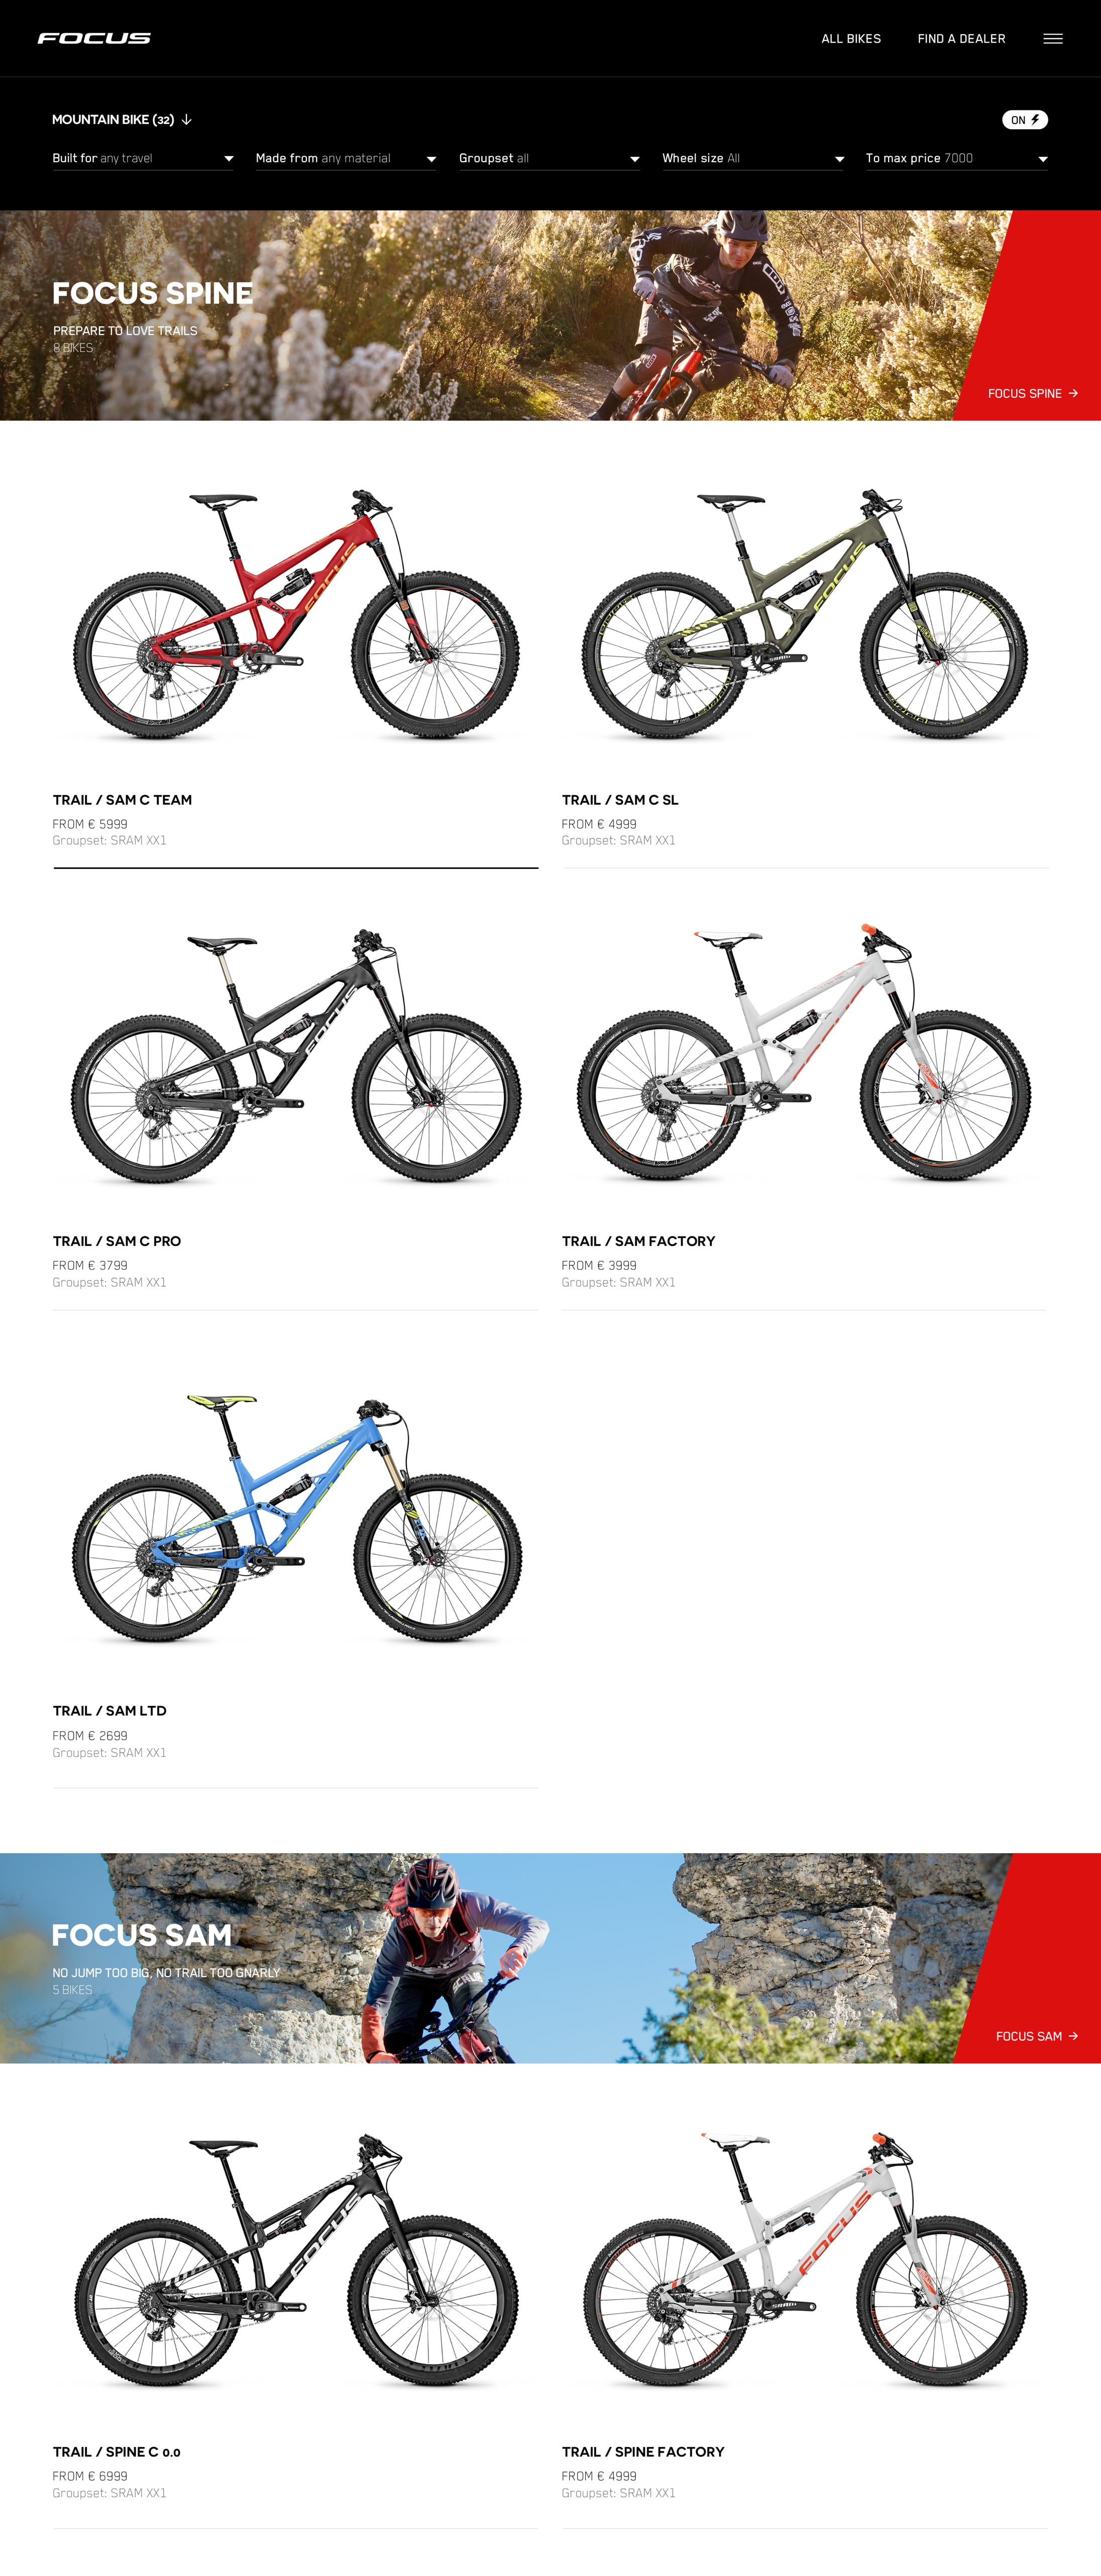 FOCUS
ALL BIKES
FIND A DEALER
MOUNTAIN BIKE (32) ↓
ON
Built for any travel
Made from any material
Groupset all
Wheel size All
To max price 7000
FOCUS SPINE
PREPARE TO LOVE TRAILS
8 BIKES
FOCUS SPINE →
FOCUS
FOCUS
TRAIL / SAM C TEAM
FROM € 5999
Groupset: SRAM XX1
TRAIL / SAM C SL
FROM € 4999
Groupset: SRAM XX1
FOCUS
TRAIL / SAM C PRO
FROM € 3799
Groupset: SRAM XX1
TRAIL / SAM FACTORY
FROM € 3999
Groupset: SRAM XX1
TRAIL / SAM LTD
FROM € 2699
Groupset: SRAM XX1
FOCUS SAM
NO JUMP TOO BIG, NO TRAIL TOO GNARLY
5 BIKES
FOCUS SAM →
FOCUS
FOCUS
TRAIL / SPINE C 0.0
FROM € 6999
Groupset: SRAM XX1
TRAIL / SPINE FACTORY
FROM € 4999
Groupset: SRAM XX1